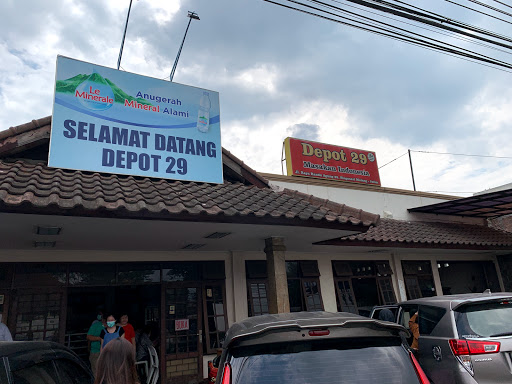 Le Minerale
Anugerah
Mineral Alami
SELAMAT DATANG
DEPOT 29
Depot 29
Masakan Indonesia